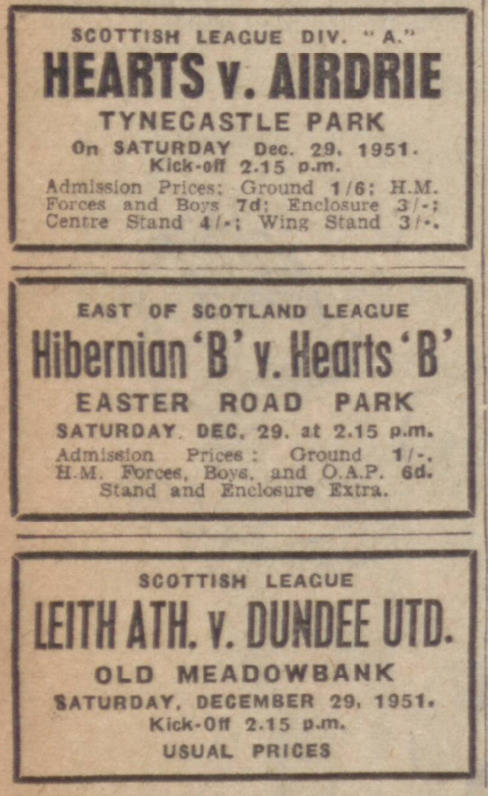 SCOTTISH LEAGUE DIV. "A."
HEARTS v. AIRDRIE
TYNECASTLE PARK
On SATURDAY Dec. 29, 1951.
Kick-off 2.15 p.m.
Admission Prices: Ground 1/6; H.M.
Forces and Boys 7d; Enclosure 3/-;
Centre Stand 4/-; Wing Stand 3/-.
EAST OF SCOTLAND LEAGUE
Hibernian 'B' v. Hearts 'B'
EASTER ROAD PARK
SATURDAY, DEC. 29. at 2.15 p.m.
Admission Prices: Ground 1/-.
H.M. Forces, Boys, and O.A.P. 6d.
Stand and Enclosure Extra.
SCOTTISH LEAGUE
LEITH ATH. v. DUNDEE UTD.
OLD MEADOWBANK
SATURDAY, DECEMBER 29, 1951.
Kick-Off 2.15 p.m.
USUAL PRICES